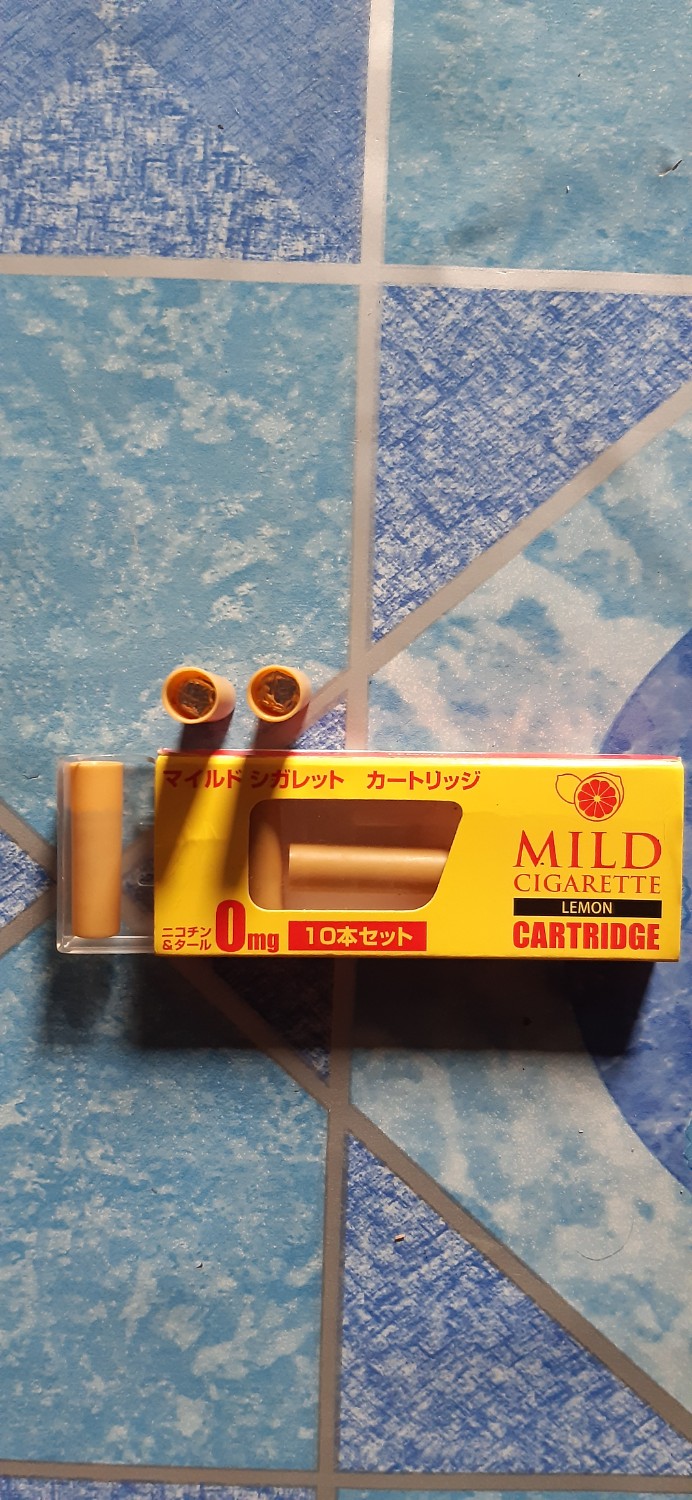 マイルド シガレット カートリッジ
MILD
CIGARETTE
LEMON
CARTRIDGE
ニコチン
&タール
0mg
10本セット